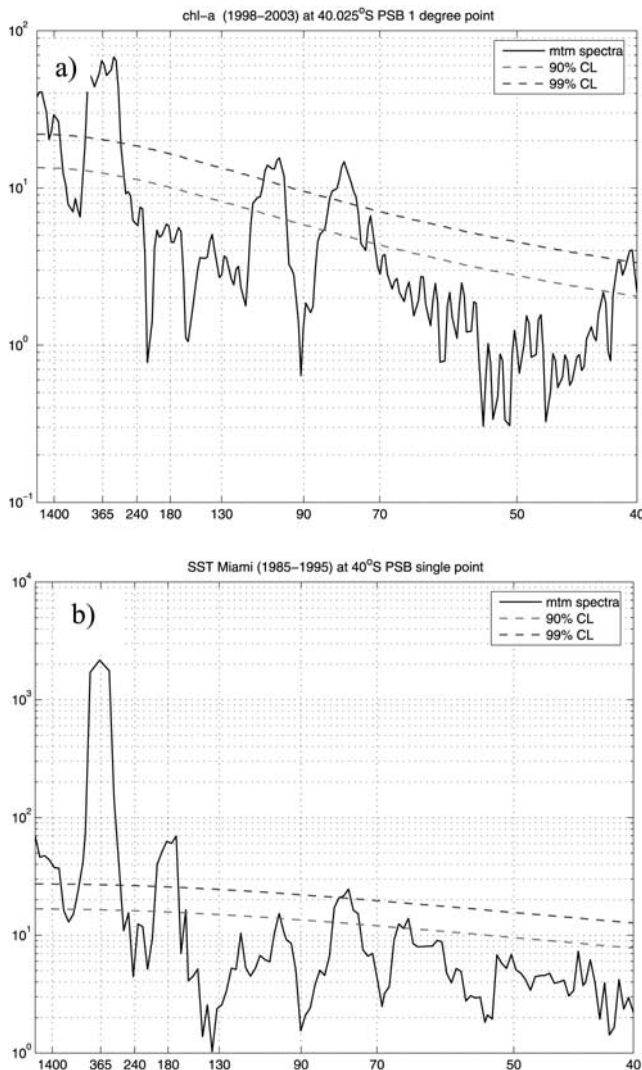 chl-a (1998-2003) at 40.025°S PSB 1 degree point
a)
mtm spectra
90% CL
99% CL
10²
10¹
10⁰
10⁻¹
1400 365 240 180 130 90 70 50 40
SST Miami (1985-1995) at 40°S PSB single point
b)
mtm spectra
90% CL
99% CL
10⁴
10³
10²
10¹
10⁰
1400 365 240 180 130 90 70 50 40